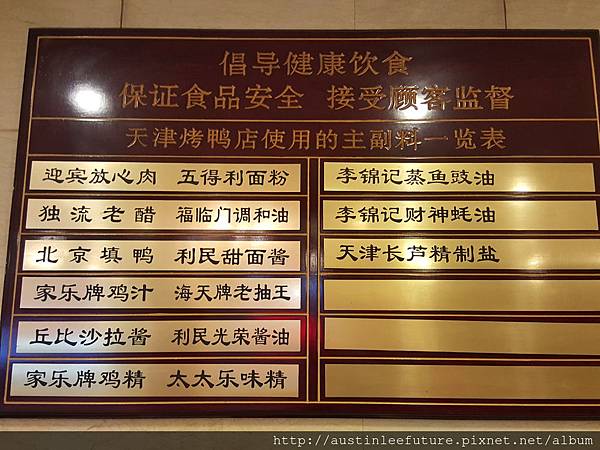 倡导健康饮食
保证食品安全 接受顾客监督
天津烤鸭店使用的主副料一览表
迎宾放心肉 五得利面粉
独流老醋 福临门调和油
北京填鸭 利民甜面酱
家乐牌鸡汁 海天牌老抽王
丘比沙拉酱 利民光荣酱油
家乐牌鸡精 太太乐味精
李锦记蒸鱼豉油
李锦记财神蚝油
天津长芦精制盐
http://austinleefuture.pixnet.net/album